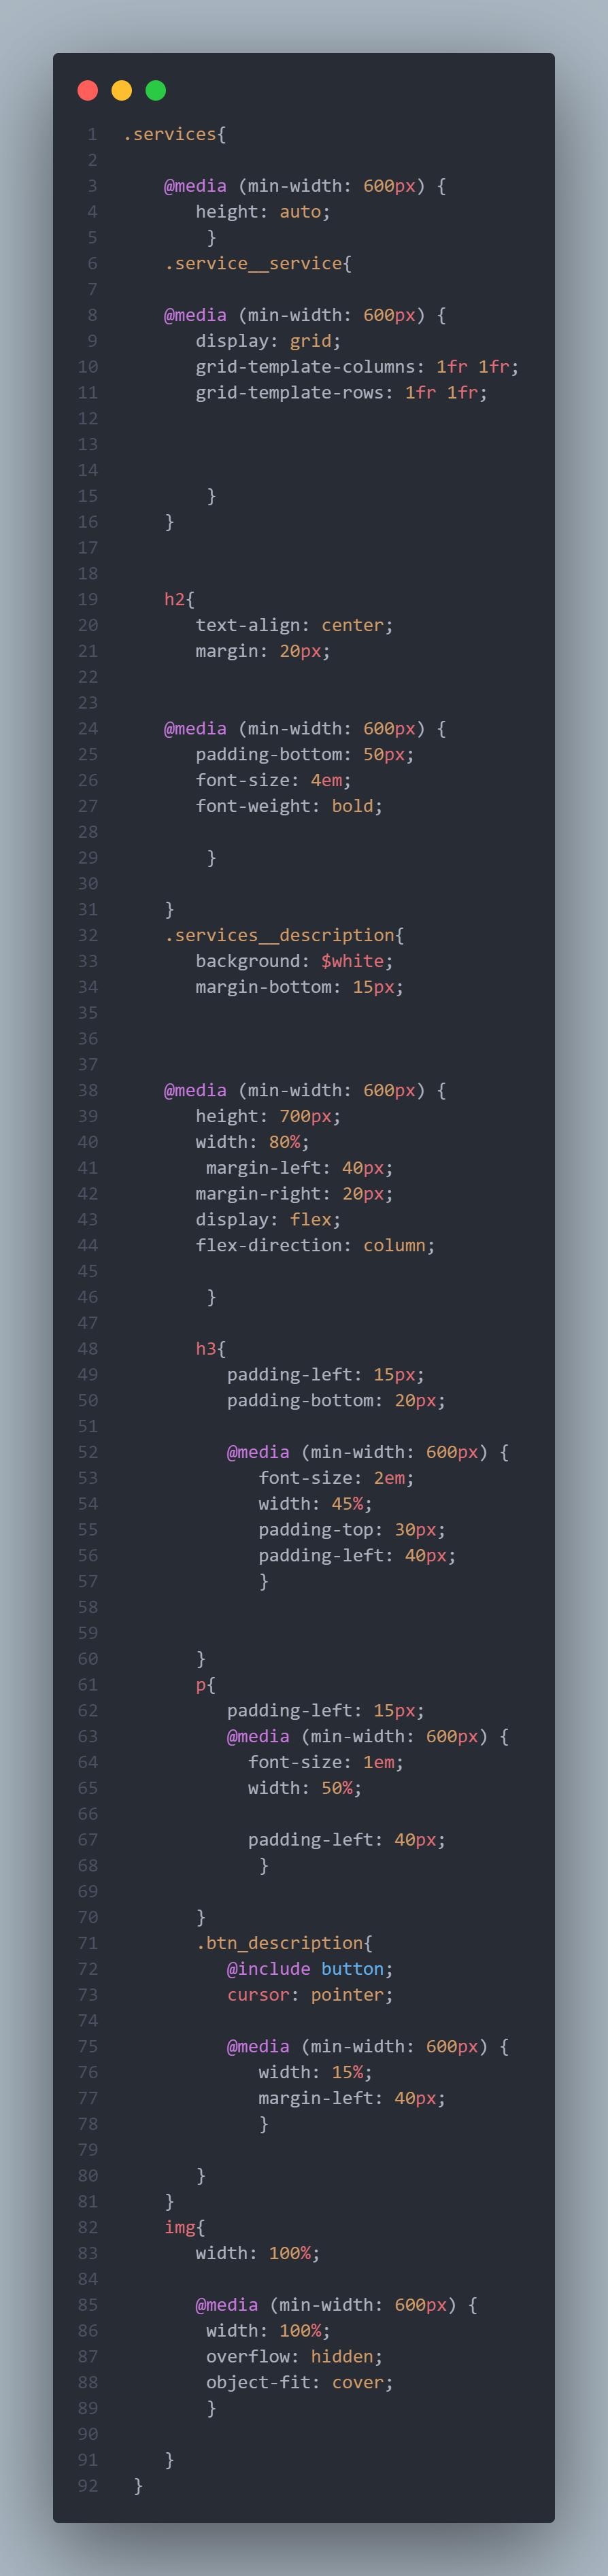 1 .services{
2
3 @media (min-width: 600px) {
4 height: auto;
5 }
6 .service__service{
7
8 @media (min-width: 600px) {
9 display: grid;
10 grid-template-columns: 1fr 1fr;
11 grid-template-rows: 1fr 1fr;
12
13
14
15 }
16 }
17
18
19 h2{
20 text-align: center;
21 margin: 20px;
22
23
24 @media (min-width: 600px) {
25 padding-bottom: 50px;
26 font-size: 4em;
27 font-weight: bold;
28
29 }
30
31 }
32 .services__description{
33 background: $white;
34 margin-bottom: 15px;
35
36
37
38 @media (min-width: 600px) {
39 height: 700px;
40 width: 80%;
41 margin-left: 40px;
42 margin-right: 20px;
43 display: flex;
44 flex-direction: column;
45
46 }
47
48 h3{
49 padding-left: 15px;
50 padding-bottom: 20px;
51
52 @media (min-width: 600px) {
53 font-size: 2em;
54 width: 45%;
55 padding-top: 30px;
56 padding-left: 40px;
57 }
58
59
60 }
61 p{
62 padding-left: 15px;
63 @media (min-width: 600px) {
64 font-size: 1em;
65 width: 50%;
66
67 padding-left: 40px;
68 }
69
70 }
71 .btn_description{
72 @include button;
73 cursor: pointer;
74
75 @media (min-width: 600px) {
76 width: 15%;
77 margin-left: 40px;
78 }
79
80 }
81 }
82 img{
83 width: 100%;
84
85 @media (min-width: 600px) {
86 width: 100%;
87 overflow: hidden;
88 object-fit: cover;
89 }
90
91 }
92 }